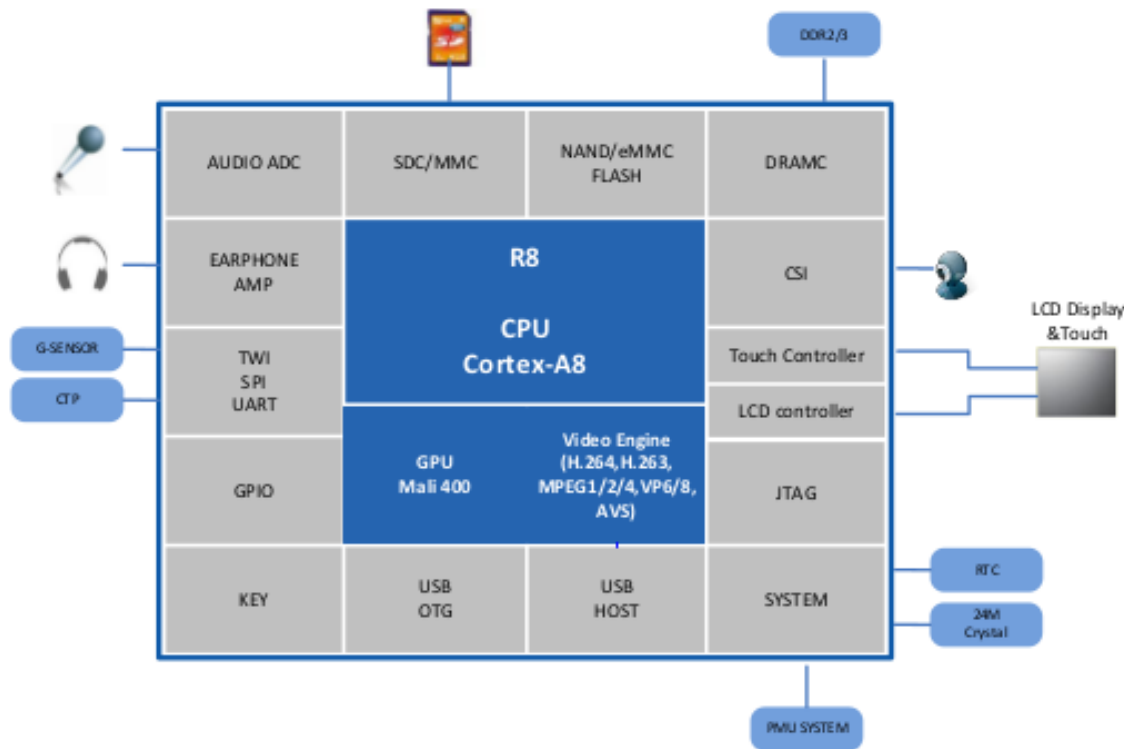 DDR2/3
AUDIO ADC
SDC/MMC
NAND/eMMC
FLASH
DRAMC
EARPHONE
AMP
R8
CPU
Cortex-A8
CSI
LCD Display
&Touch
G-SENSOR
CTP
TWI
SPI
UART
Touch Controller
LCD controller
GPIO
GPU
Mali 400
Video Engine
(H.264,H.263,
MPEG1/2/4,VP6/8,
AVS)
JTAG
KEY
USB
OTG
USB
HOST
SYSTEM
RTC
24M
Crystal
PMU SYSTEM